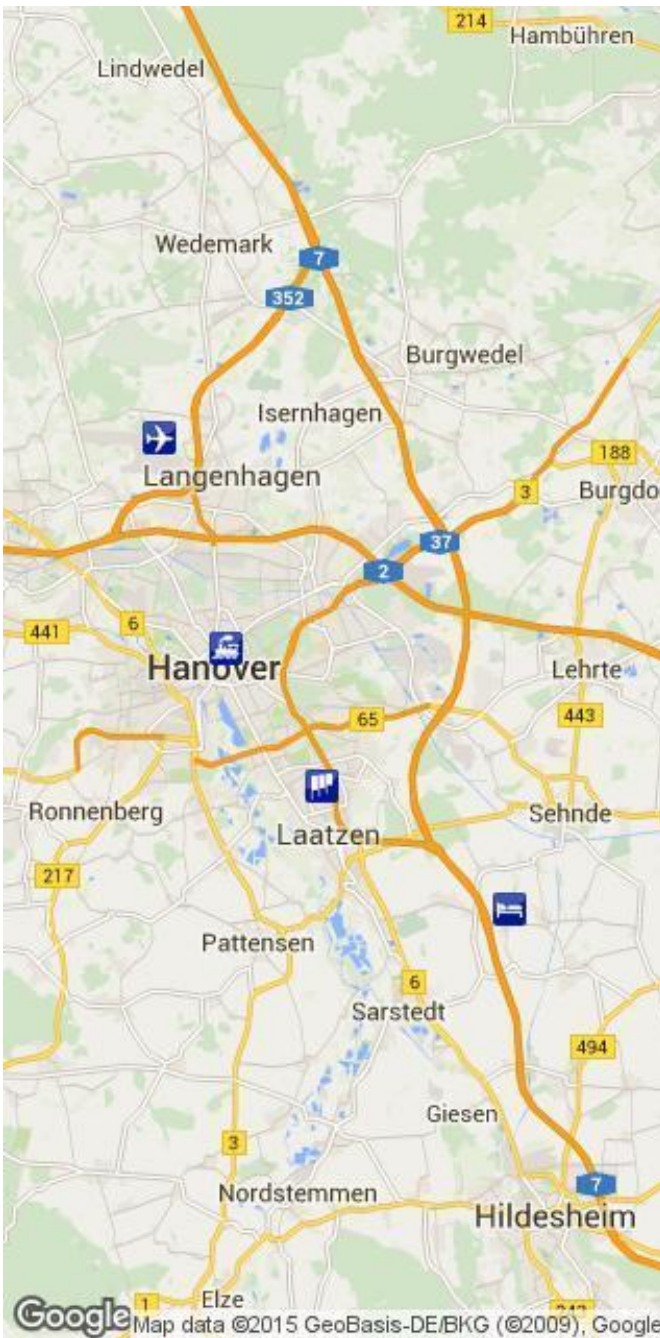 214
Hambühren
Lindwedel
Wedemark
7
352
Burgwedel
Isernhagen
188
Langenhagen
3
Burgdo
37
2
6
441
Hanover
Lehrte
65
443
Ronnenberg
Sehnde
Laatzen
217
Pattensen
6
Sarstedt
494
Giesen
3
7
Nordstemmen
Hildesheim
Elze
1
Google
Map data ©2015 GeoBasis-DE/BKG (©2009), Google